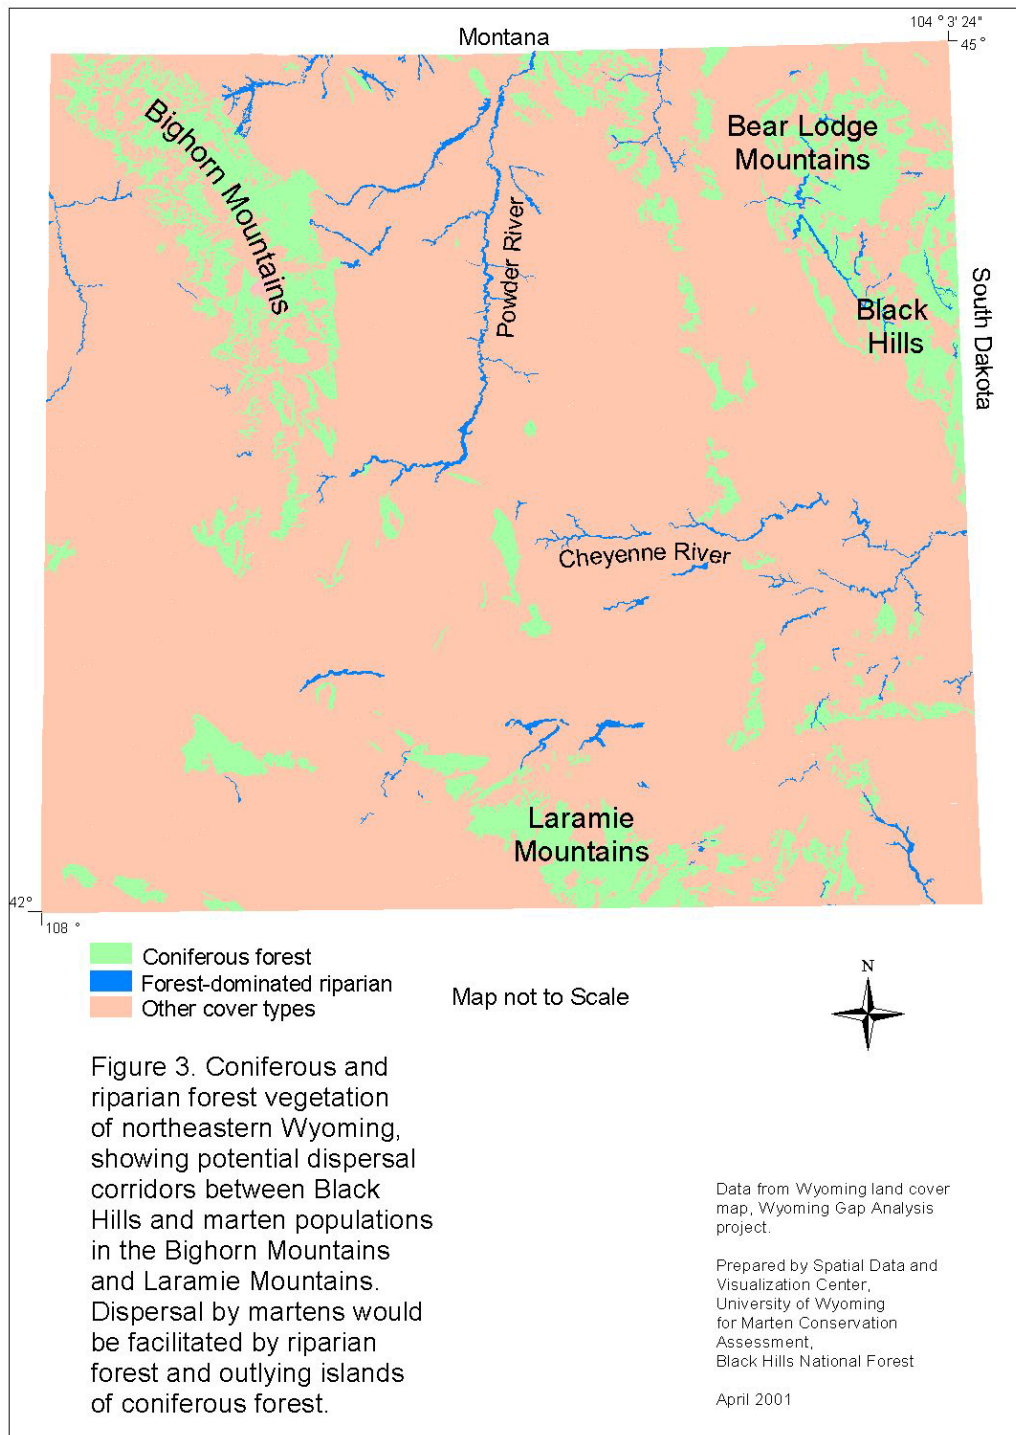 104 ° 3' 24"
Montana
45°
Bighorn Mountains
Bear Lodge
Mountains
Powder River
South Dakota
Black
Hills
Cheyenne River
Laramie
Mountains
42°
108 °
Coniferous forest
Forest-dominated riparian
Other cover types
Map not to Scale
N
Figure 3. Coniferous and
riparian forest vegetation
of northeastern Wyoming,
showing potential dispersal
corridors between Black
Hills and marten populations
in the Bighorn Mountains
and Laramie Mountains.
Dispersal by martens would
be facilitated by riparian
forest and outlying islands
of coniferous forest.
Data from Wyoming land cover
map, Wyoming Gap Analysis
project.
Prepared by Spatial Data and
Visualization Center,
University of Wyoming
for Marten Conservation
Assessment,
Black Hills National Forest
April 2001